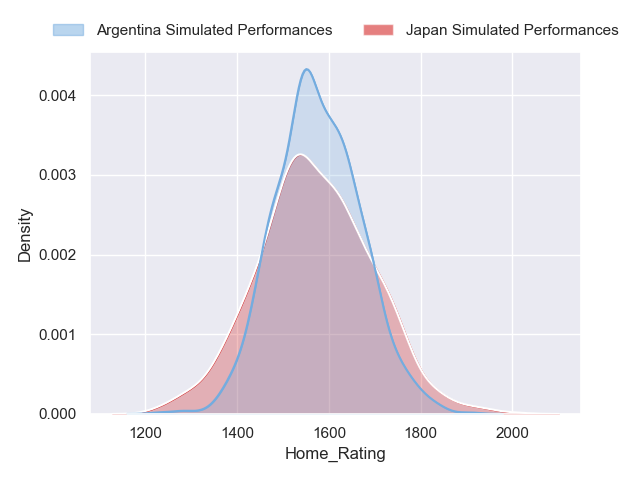 Argentina Simulated Performances Japan Simulated Performances
0.004
0.003
0.002
0.001
0.000
Density
1200 1400 1600 1800 2000
Home_Rating